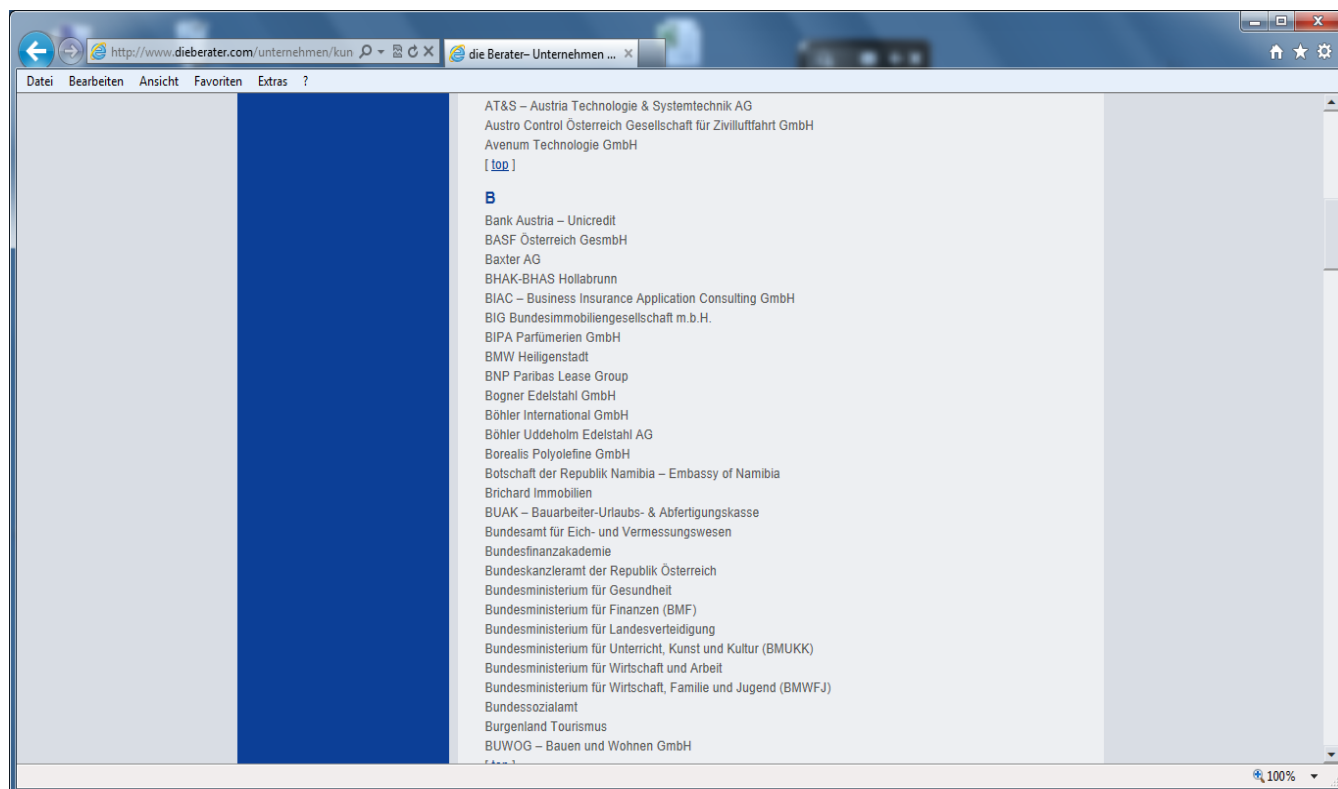 http://www.dieberater.com/unternehmen/kun
die Berater– Unternehmen ...
Datei Bearbeiten Ansicht Favoriten Extras ?
AT&S – Austria Technologie & Systemtechnik AG
Austro Control Österreich Gesellschaft für Zivilluftfahrt GmbH
Avenum Technologie GmbH
[ top ]
B
Bank Austria – Unicredit
BASF Österreich GesmbH
Baxter AG
BHAK-BHAS Hollabrunn
BIAC – Business Insurance Application Consulting GmbH
BIG Bundesimmobiliengesellschaft m.b.H.
BIPA Parfümerien GmbH
BMW Heiligenstadt
BNP Paribas Lease Group
Bogner Edelstahl GmbH
Böhler International GmbH
Böhler Uddeholm Edelstahl AG
Borealis Polyolefine GmbH
Botschaft der Republik Namibia – Embassy of Namibia
Brichard Immobilien
BUAK – Bauarbeiter-Urlaubs- & Abfertigungskasse
Bundesamt für Eich- und Vermessungswesen
Bundesfinanzakademie
Bundeskanzleramt der Republik Österreich
Bundesministerium für Gesundheit
Bundesministerium für Finanzen (BMF)
Bundesministerium für Landesverteidigung
Bundesministerium für Unterricht, Kunst und Kultur (BMUKK)
Bundesministerium für Wirtschaft und Arbeit
Bundesministerium für Wirtschaft, Familie und Jugend (BMWFJ)
Bundessozialamt
Burgenland Tourismus
BUWOG – Bauen und Wohnen GmbH
[ top ]
100%